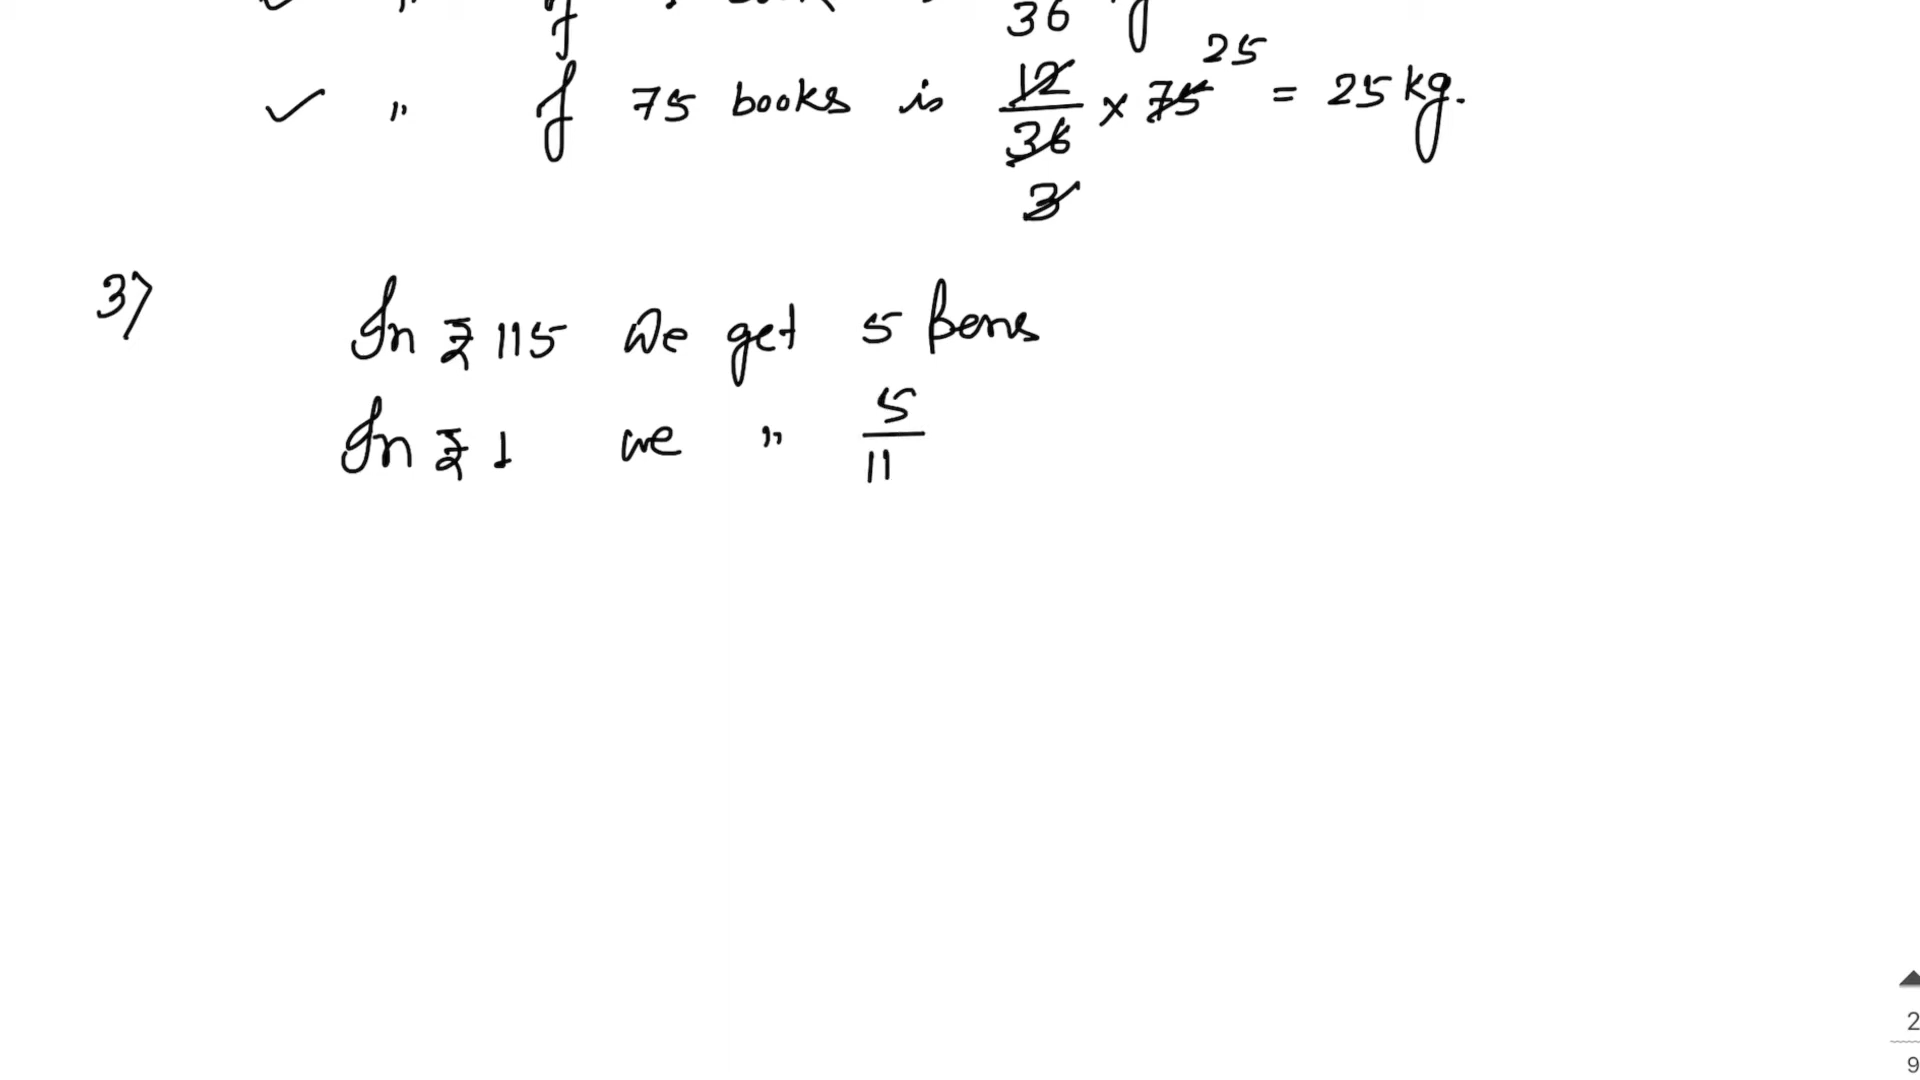 36
✓ " of 75 books is 12/36 × 75 25 = 25 kg.
3
3) In ₹ 115 We get 5 Pens
In ₹ 1 we " 5/11
2
9